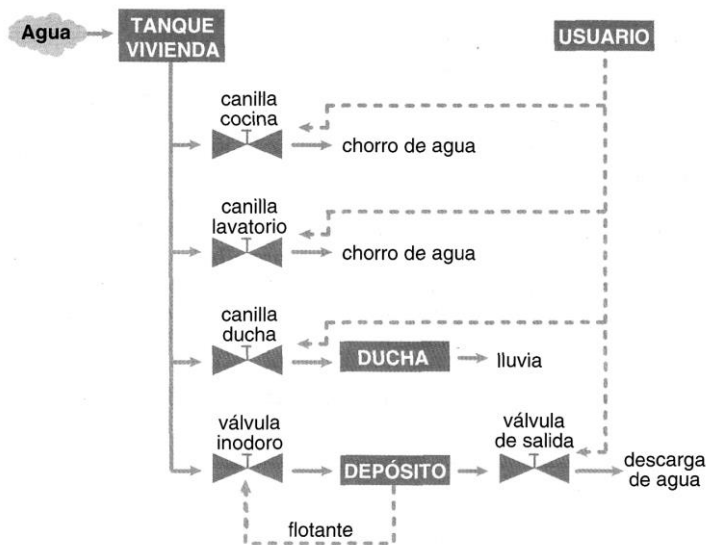 Agua
TANQUE
VIVIENDA
USUARIO
canilla
cocina
chorro de agua
canilla
lavatorio
chorro de agua
canilla
ducha
DUCHA
lluvia
válvula
inodoro
DEPÓSITO
válvula
de salida
descarga
de agua
flotante